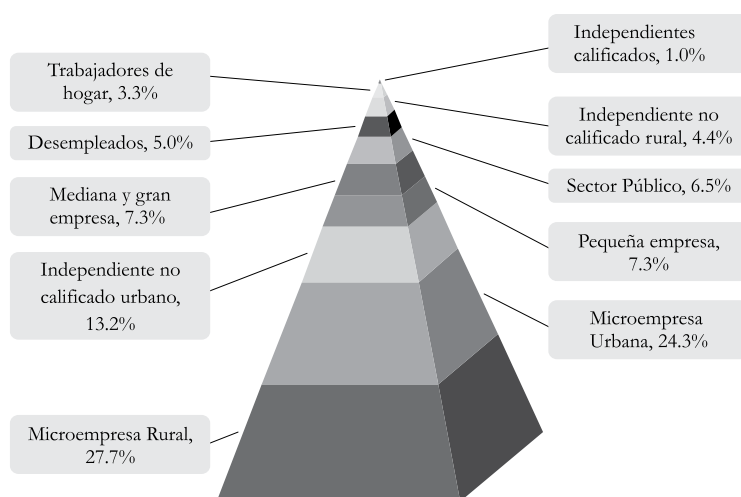 Independientes
calificados, 1.0%
Trabajadores de
hogar, 3.3%
Independiente no
calificado rural, 4.4%
Desempleados, 5.0%
Sector Público, 6.5%
Mediana y gran
empresa, 7.3%
Pequeña empresa,
7.3%
Independiente no
calificado urbano,
13.2%
Microempresa
Urbana, 24.3%
Microempresa Rural,
27.7%